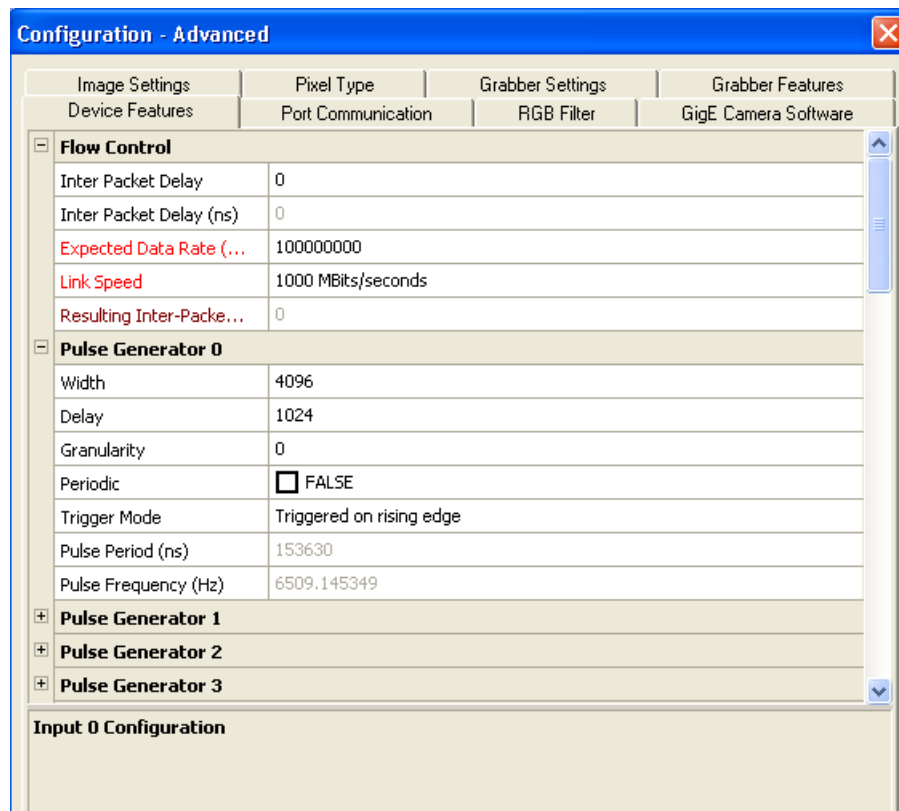 Configuration - Advanced
Image Settings Pixel Type Grabber Settings Grabber Features
Device Features Port Communication RGB Filter GigE Camera Software
Flow Control
Inter Packet Delay 0
Inter Packet Delay (ns) 0
Expected Data Rate (... 100000000
Link Speed 1000 MBits/seconds
Resulting Inter-Packe... 0
Pulse Generator 0
Width 4096
Delay 1024
Granularity 0
Periodic FALSE
Trigger Mode Triggered on rising edge
Pulse Period (ns) 153630
Pulse Frequency (Hz) 6509.145349
Pulse Generator 1
Pulse Generator 2
Pulse Generator 3
Input 0 Configuration